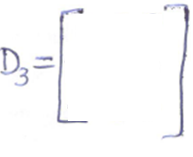 D₃ = [ ]